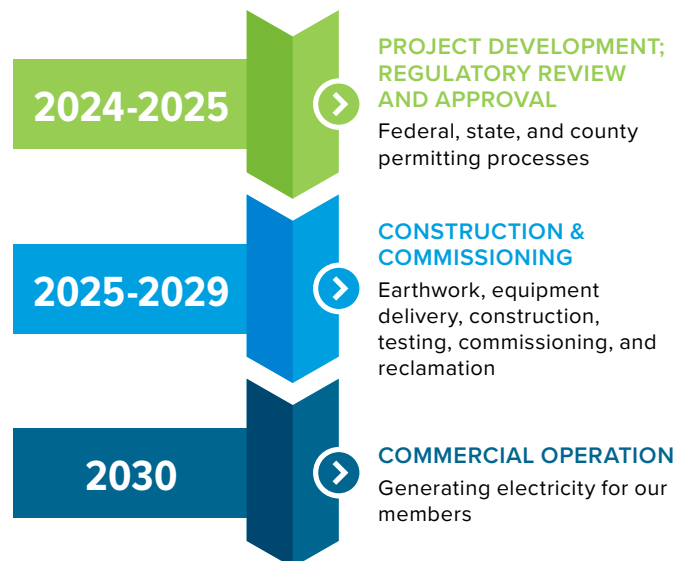 2024-2025
PROJECT DEVELOPMENT;
REGULATORY REVIEW
AND APPROVAL
Federal, state, and county
permitting processes
2025-2029
CONSTRUCTION &
COMMISSIONING
Earthwork, equipment
delivery, construction,
testing, commissioning, and
reclamation
2030
COMMERCIAL OPERATION
Generating electricity for our
members